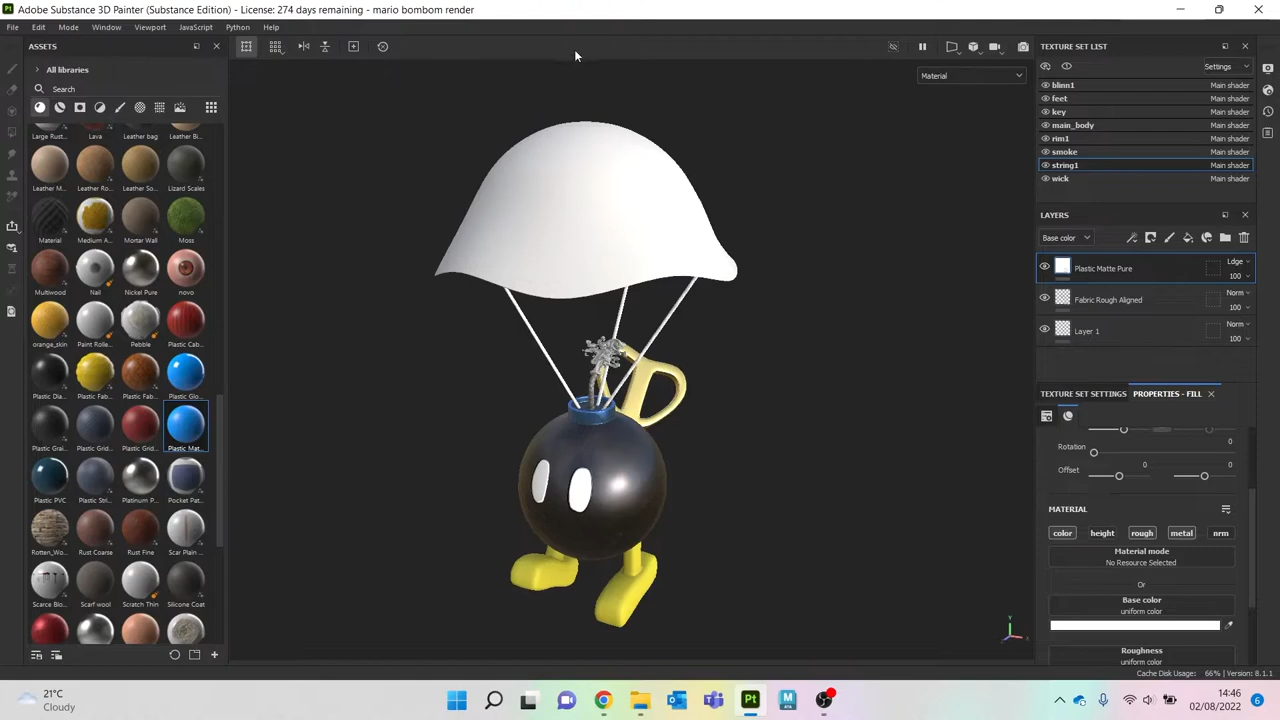 Adobe Substance 3D Painter (Substance Edition) - License: 274 days remaining - mario bombom render
File Edit Mode Window Viewport JavaScript Python Help
ASSETS
All libraries
Search
Large Rust... Lava Leather bag Leather Bi...
Leather M... Leather Ro... Leather So... Lizard Scales
Material Medium A... Mortar Wall Moss
Multiwood Nail Nickel Pure novo
orange_skin Paint Rolle... Pebble Plastic Cab...
Plastic Dia... Plastic Fab... Plastic Fab... Plastic Glo...
Plastic Grai... Plastic Grid... Plastic Grid... Plastic Mat...
Plastic PVC Plastic Stri... Platinum P... Pocket Pat...
Rotten_Wo... Rust Coarse Rust Fine Scar Plain ...
Scarce Blo... Scarf wool Scratch Thin Silicone Coat
Material
Y
TEXTURE SET LIST
Settings
blinn1 Main shader
feet Main shader
key Main shader
main_body Main shader
rim1 Main shader
smoke Main shader
string1 Main shader
wick Main shader
LAYERS
Base color
Plastic Matte Pure Ldge 100
Fabric Rough Aligned Norm 100
Layer 1 Norm 100
TEXTURE SET SETTINGS PROPERTIES - FILL
Rotation 0
Offset 0 0
MATERIAL
color height rough metal nrm
Material mode
No Resource Selected
Or
Base color
uniform color
Roughness
uniform color
Cache Disk Usage: 66% | Version: 8.1.1
21°C
Cloudy
Pt
14:46
02/08/2022
6